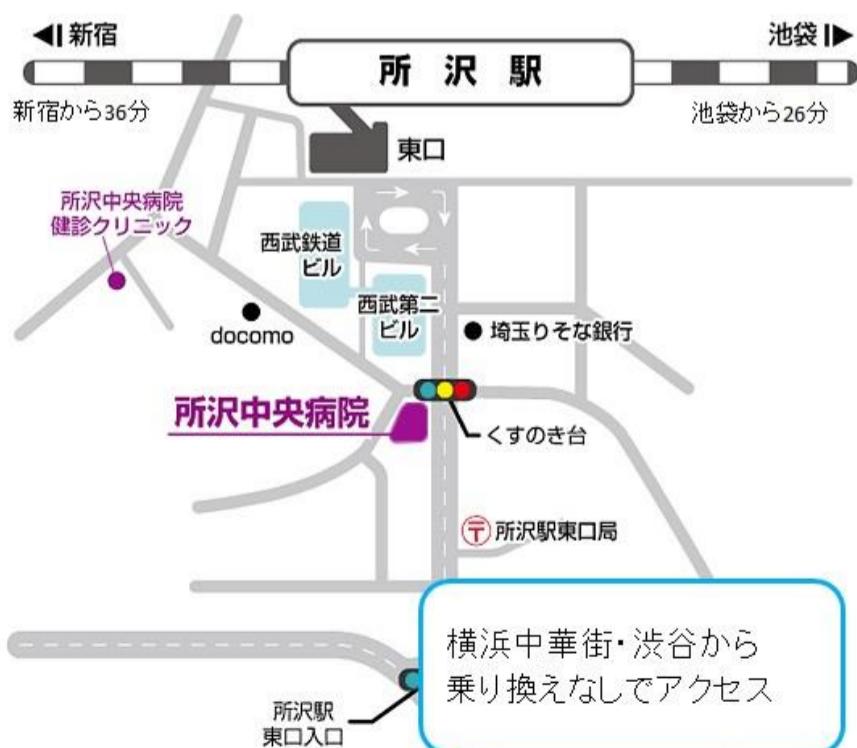 新宿
池袋
所沢駅
新宿から36分
池袋から26分
東口
所沢中央病院
健診クリニック
西武鉄道
ビル
西武第二
ビル
docomo
埼玉りそな銀行
所沢中央病院
くすのき台
〒所沢駅東口局
横浜中華街・渋谷から
乗り換えなしでアクセス
所沢駅
東口入口